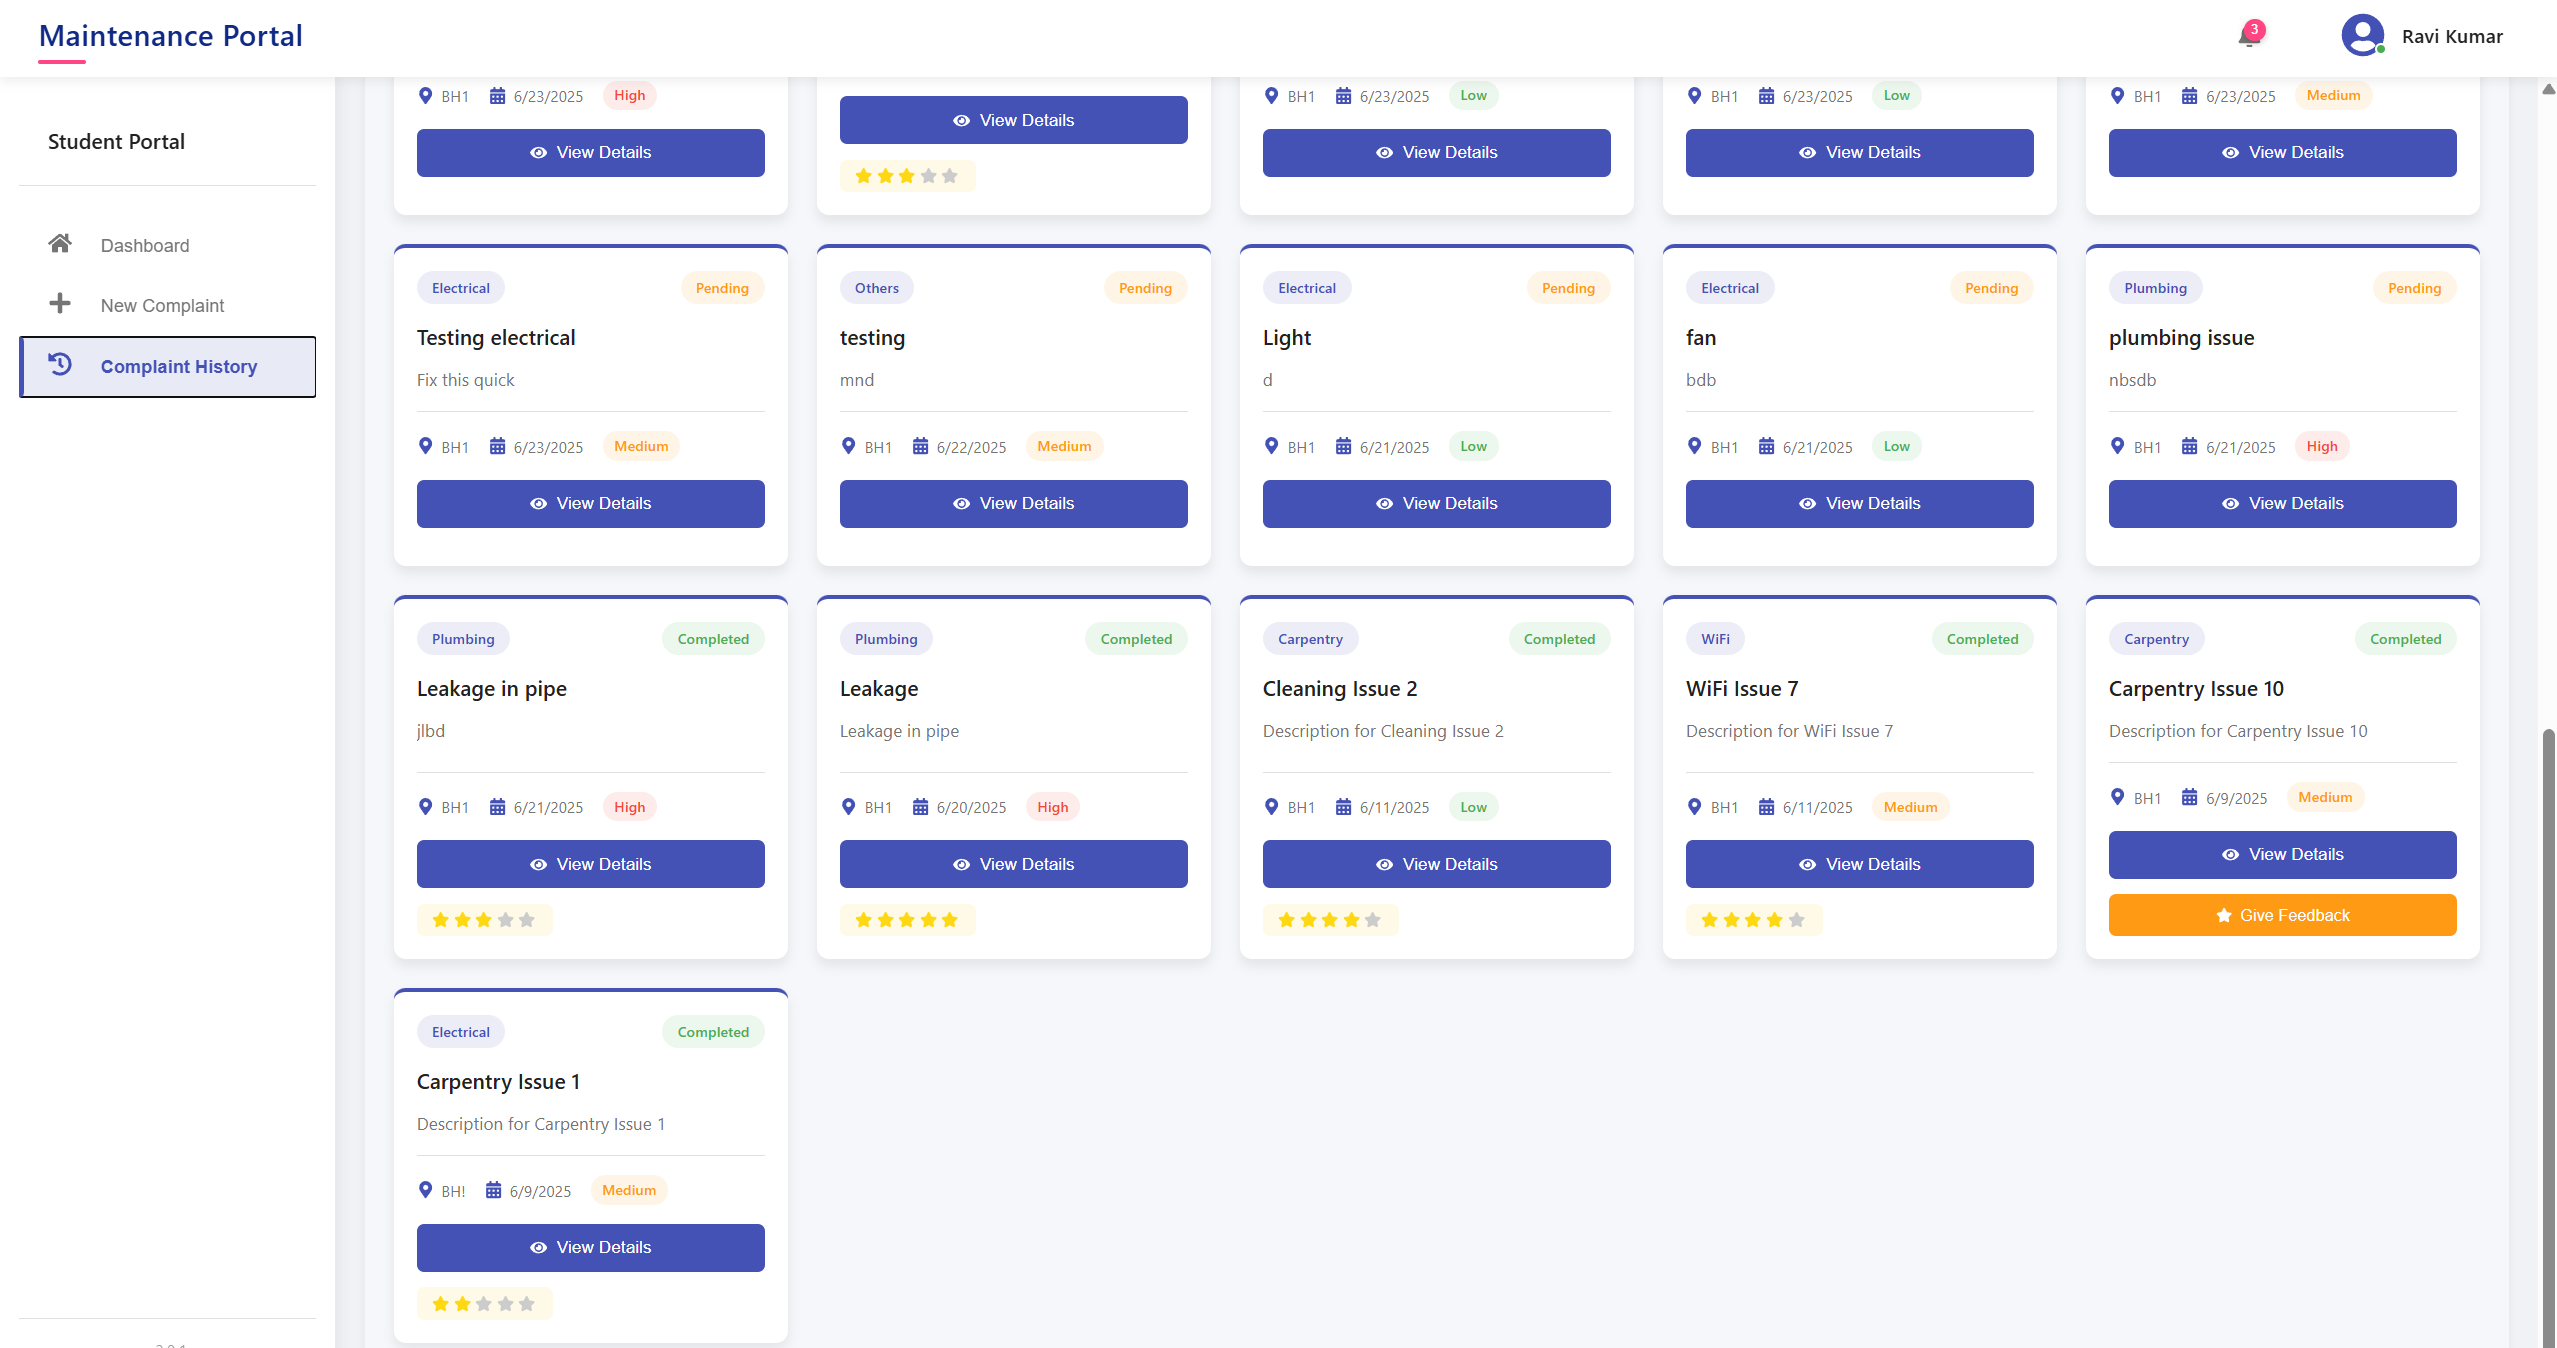 Maintenance Portal
3
Ravi Kumar
Student Portal
Dashboard
New Complaint
Complaint History
BH1 6/23/2025 High
View Details
View Details
BH1 6/23/2025 Low
View Details
BH1 6/23/2025 Low
View Details
BH1 6/23/2025 Medium
View Details
Electrical Pending
Testing electrical
Fix this quick
BH1 6/23/2025 Medium
View Details
Others Pending
testing
mnd
BH1 6/22/2025 Medium
View Details
Electrical Pending
Light
d
BH1 6/21/2025 Low
View Details
Electrical Pending
fan
bdb
BH1 6/21/2025 Low
View Details
Plumbing Pending
plumbing issue
nbsdb
BH1 6/21/2025 High
View Details
Plumbing Completed
Leakage in pipe
jlbd
BH1 6/21/2025 High
View Details
Plumbing Completed
Leakage
Leakage in pipe
BH1 6/20/2025 High
View Details
Carpentry Completed
Cleaning Issue 2
Description for Cleaning Issue 2
BH1 6/11/2025 Low
View Details
WiFi Completed
WiFi Issue 7
Description for WiFi Issue 7
BH1 6/11/2025 Medium
View Details
Carpentry Completed
Carpentry Issue 10
Description for Carpentry Issue 10
BH1 6/9/2025 Medium
View Details
Give Feedback
Electrical Completed
Carpentry Issue 1
Description for Carpentry Issue 1
BH! 6/9/2025 Medium
View Details